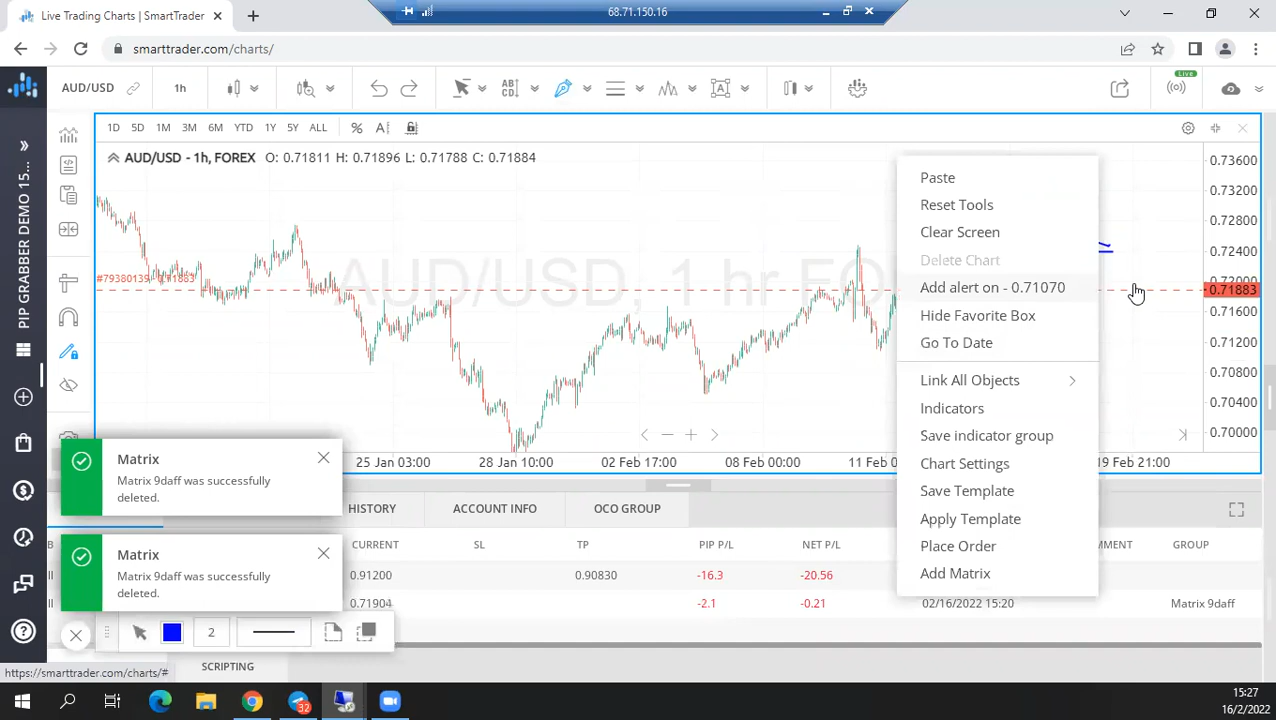 Live Trading Charts | SmartTrader
68.71.150.16
smarttrader.com/charts/
AUD/USD
1h
Live
1D 5D 1M 3M 6M YTD 1Y 5Y ALL
AUD/USD - 1h, FOREX O: 0.71811 H: 0.71896 L: 0.71788 C: 0.71884
AUD/USD, 1 hr FO
PIP GRABBER DEMO 15...
0.73600
0.73200
0.72800
0.72400
0.71883
0.71600
0.71200
0.70800
0.70400
0.70000
Paste
Reset Tools
Clear Screen
Delete Chart
Add alert on - 0.71070
Hide Favorite Box
Go To Date
Link All Objects
Indicators
Save indicator group
Chart Settings
Save Template
Apply Template
Place Order
Add Matrix
25 Jan 03:00 28 Jan 10:00 02 Feb 17:00 08 Feb 00:00 11 Feb 19 Feb 21:00
HISTORY ACCOUNT INFO OCO GROUP
CURRENT SL TP PIP P/L NET P/L MMENT GROUP
0.91200 0.90830 -16.3 -20.56
0.71904 -2.1 -0.21 02/16/2022 15:20 Matrix 9daff
Matrix
Matrix 9daff was successfully
deleted.
Matrix
Matrix 9daff was successfully
deleted.
2
SCRIPTING
https://smarttrader.com/charts/#
32
15:27
16/2/2022